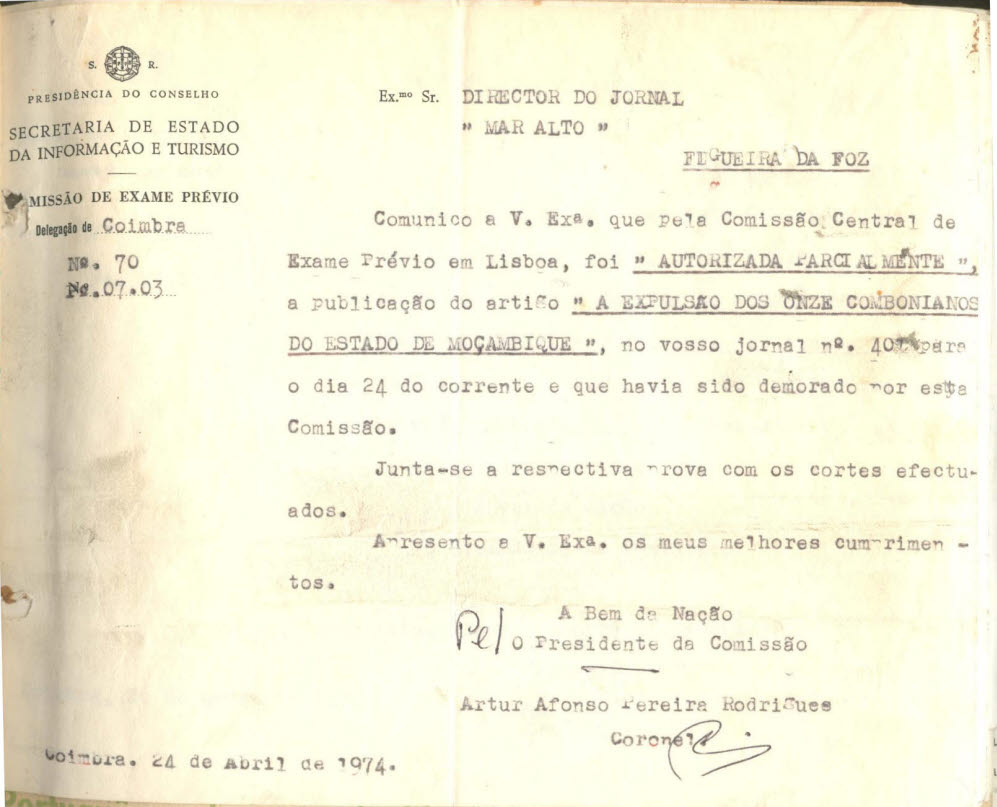 S. R.
PRESIDÊNCIA DO CONSELHO
SECRETARIA DE ESTADO
DA INFORMAÇÃO E TURISMO
MISSÃO DE EXAME PRÉVIO
Delegação de Coimbra
Nº. 70
Pº.07.03
Ex.mo Sr. DIRECTOR DO JORNAL
" MAR ALTO "
FIGUEIRA DA FOZ
Comunico a V. Exª. que pela Comissão Central de
Exame Prévio em Lisboa, foi " AUTORIZADA PARCIALMENTE ",
a publicação do artigo " A EXPULSÃO DOS ONZE COMBONIANOS
DO ESTADO DE MOÇAMBIQUE ", no vosso jornal nº. para
o dia 24 do corrente e que havia sido demorado por esta
Comissão.
Junta-se a respectiva prova com os cortes efectu-
ados.
Apresento a V. Exª. os meus melhores cumprimen -
tos.
A Bem da Nação
Pel O Presidente da Comissão
Artur Afonso Pereira Rodrigues
Coronel
Coimbra. 24 de Abril de 1974.